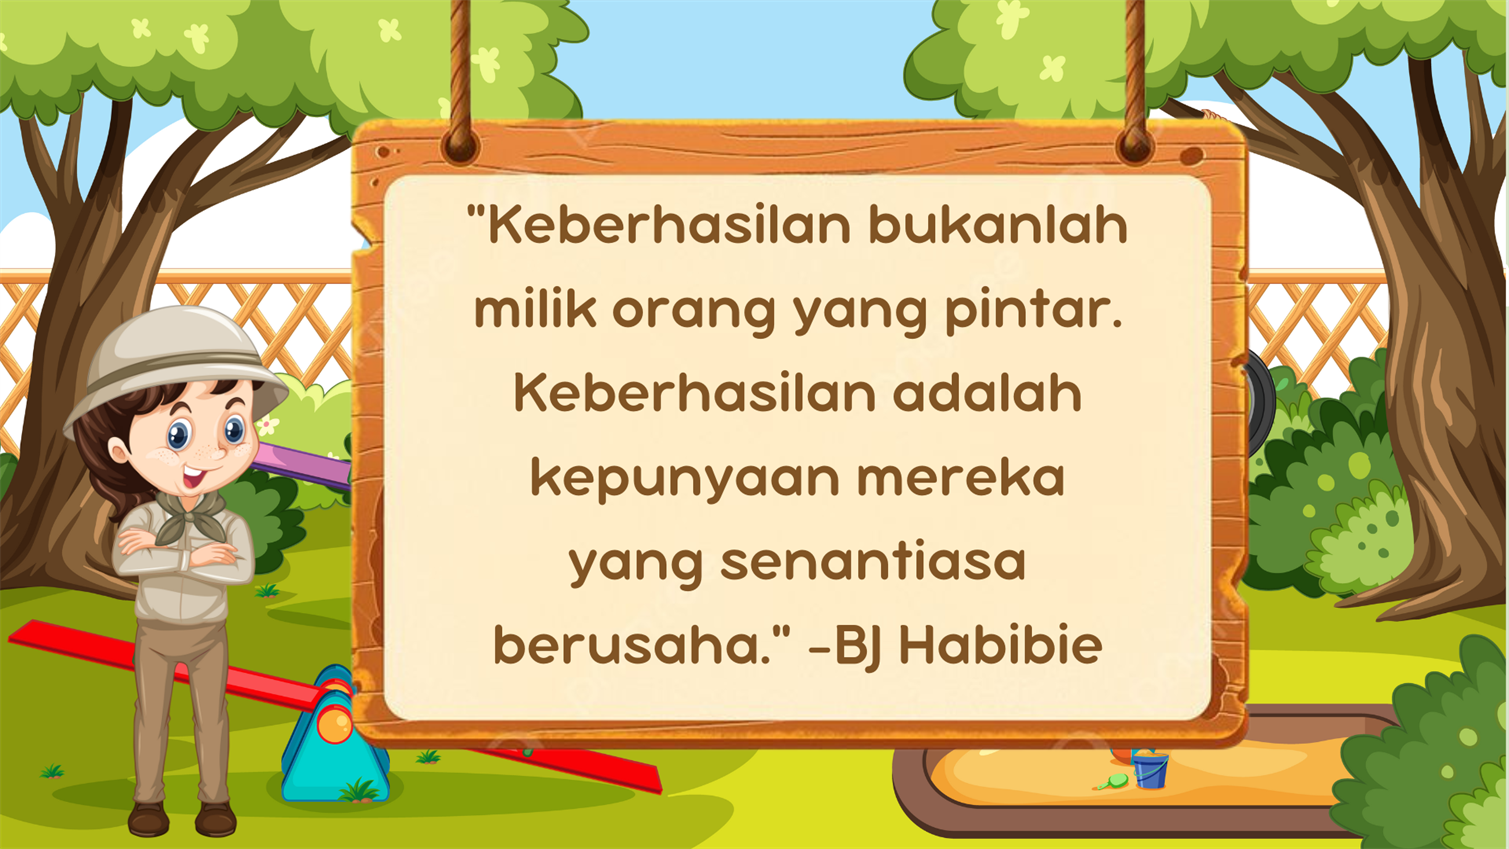 "Keberhasilan bukanlah
milik orang yang pintar.
Keberhasilan adalah
kepunyaan mereka
yang senantiasa
berusaha." -BJ Habibie